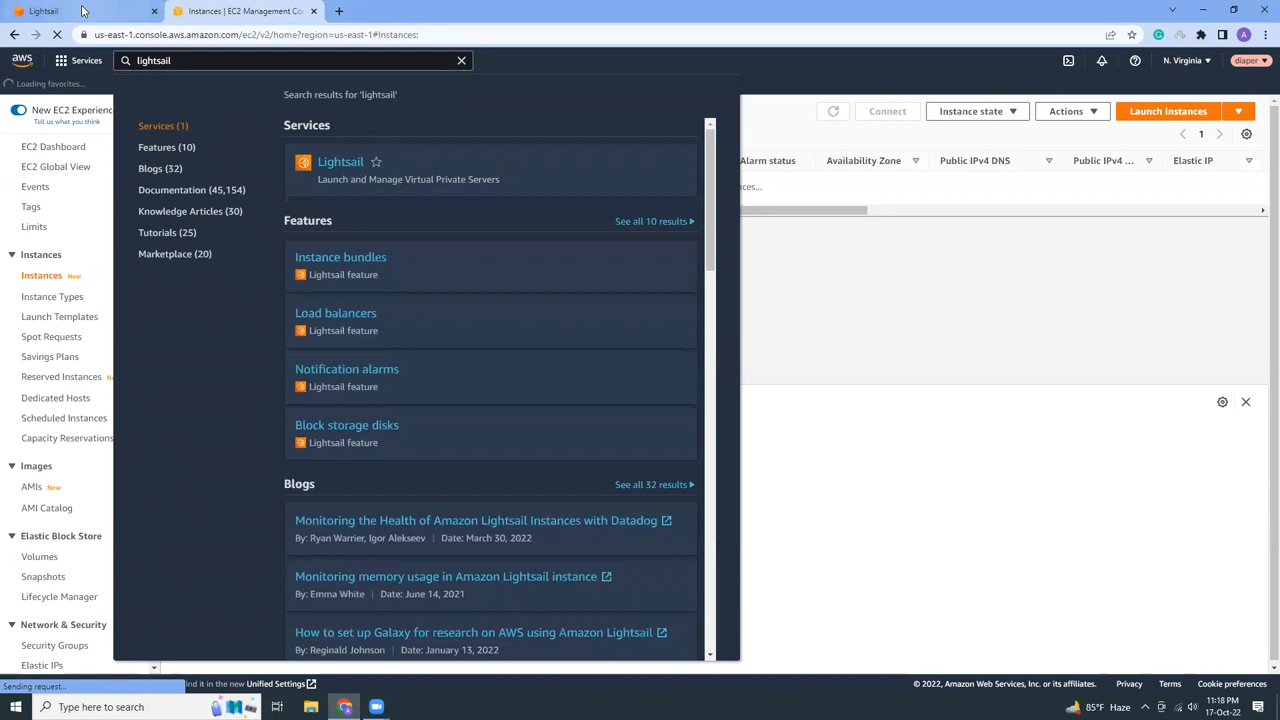 Lightsail
Instances | EC2 Management Co
us-east-1.console.aws.amazon.com/ec2/v2/home?region=us-east-1#Instances:
A
aws
Services
lightsail
N. Virginia
diaper
Loading favorites...
New EC2 Experienc
Tell us what you think
EC2 Dashboard
EC2 Global View
Events
Tags
Limits
Instances
Instances New
Instance Types
Launch Templates
Spot Requests
Savings Plans
Reserved Instances
Dedicated Hosts
Scheduled Instances
Capacity Reservations
Images
AMIs New
AMI Catalog
Elastic Block Store
Volumes
Snapshots
Lifecycle Manager
Network & Security
Security Groups
Elastic IPs
Search results for 'lightsail'
Services (1)
Features (10)
Blogs (32)
Documentation (45,154)
Knowledge Articles (30)
Tutorials (25)
Marketplace (20)
Services
Lightsail
Launch and Manage Virtual Private Servers
Features
See all 10 results
Instance bundles
Lightsail feature
Load balancers
Lightsail feature
Notification alarms
Lightsail feature
Block storage disks
Lightsail feature
Blogs
See all 32 results
Monitoring the Health of Amazon Lightsail Instances with Datadog
By: Ryan Warrier, Igor Alekseev | Date: March 30, 2022
Monitoring memory usage in Amazon Lightsail instance
By: Emma White | Date: June 14, 2021
How to set up Galaxy for research on AWS using Amazon Lightsail
By: Reginald Johnson | Date: January 13, 2022
Connect
Instance state
Actions
Launch instances
1
Alarm status
Availability Zone
Public IPv4 DNS
Public IPv4 ...
Elastic IP
ces...
Sending request...
find it in the new Unified Settings
© 2022, Amazon Web Services, Inc. or its affiliates.
Privacy
Terms
Cookie preferences
Type here to search
85°F Haze
11:18 PM
17-Oct-22